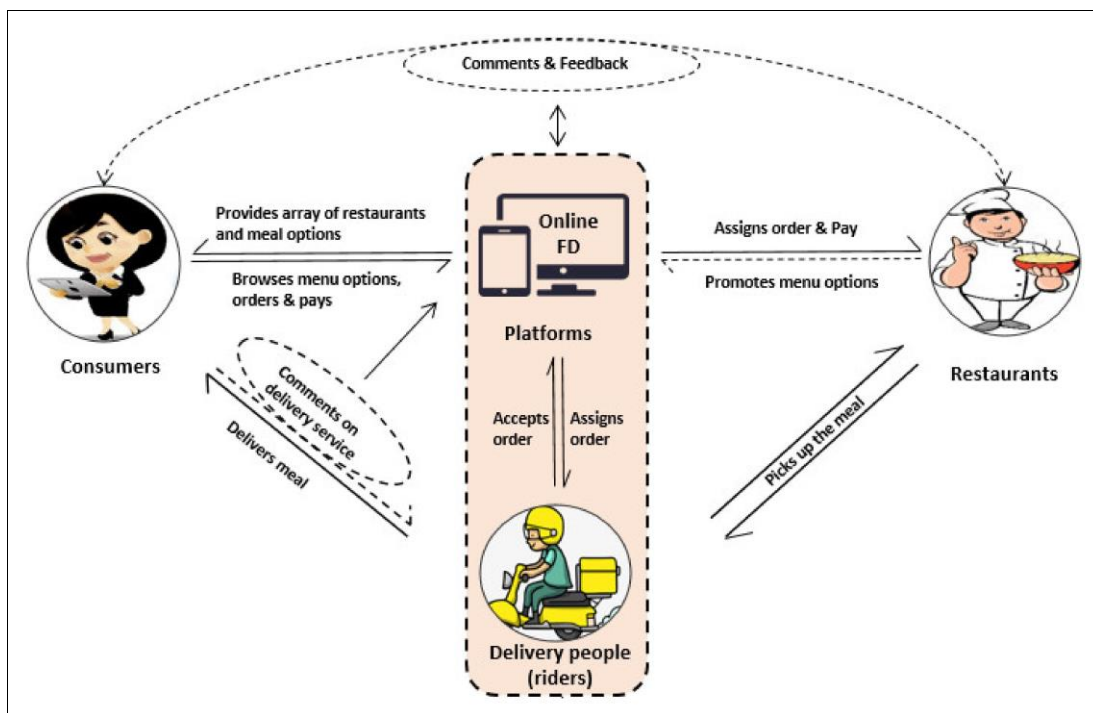 Comments & Feedback
Provides array of restaurants
and meal options
Browses menu options,
orders & pays
Online
FD
Assigns order & Pay
Promotes menu options
Platforms
Consumers
Restaurants
Comments on
delivery service
Delivers meal
Accepts
order
Assigns
order
Picks up the meal
Delivery people
(riders)